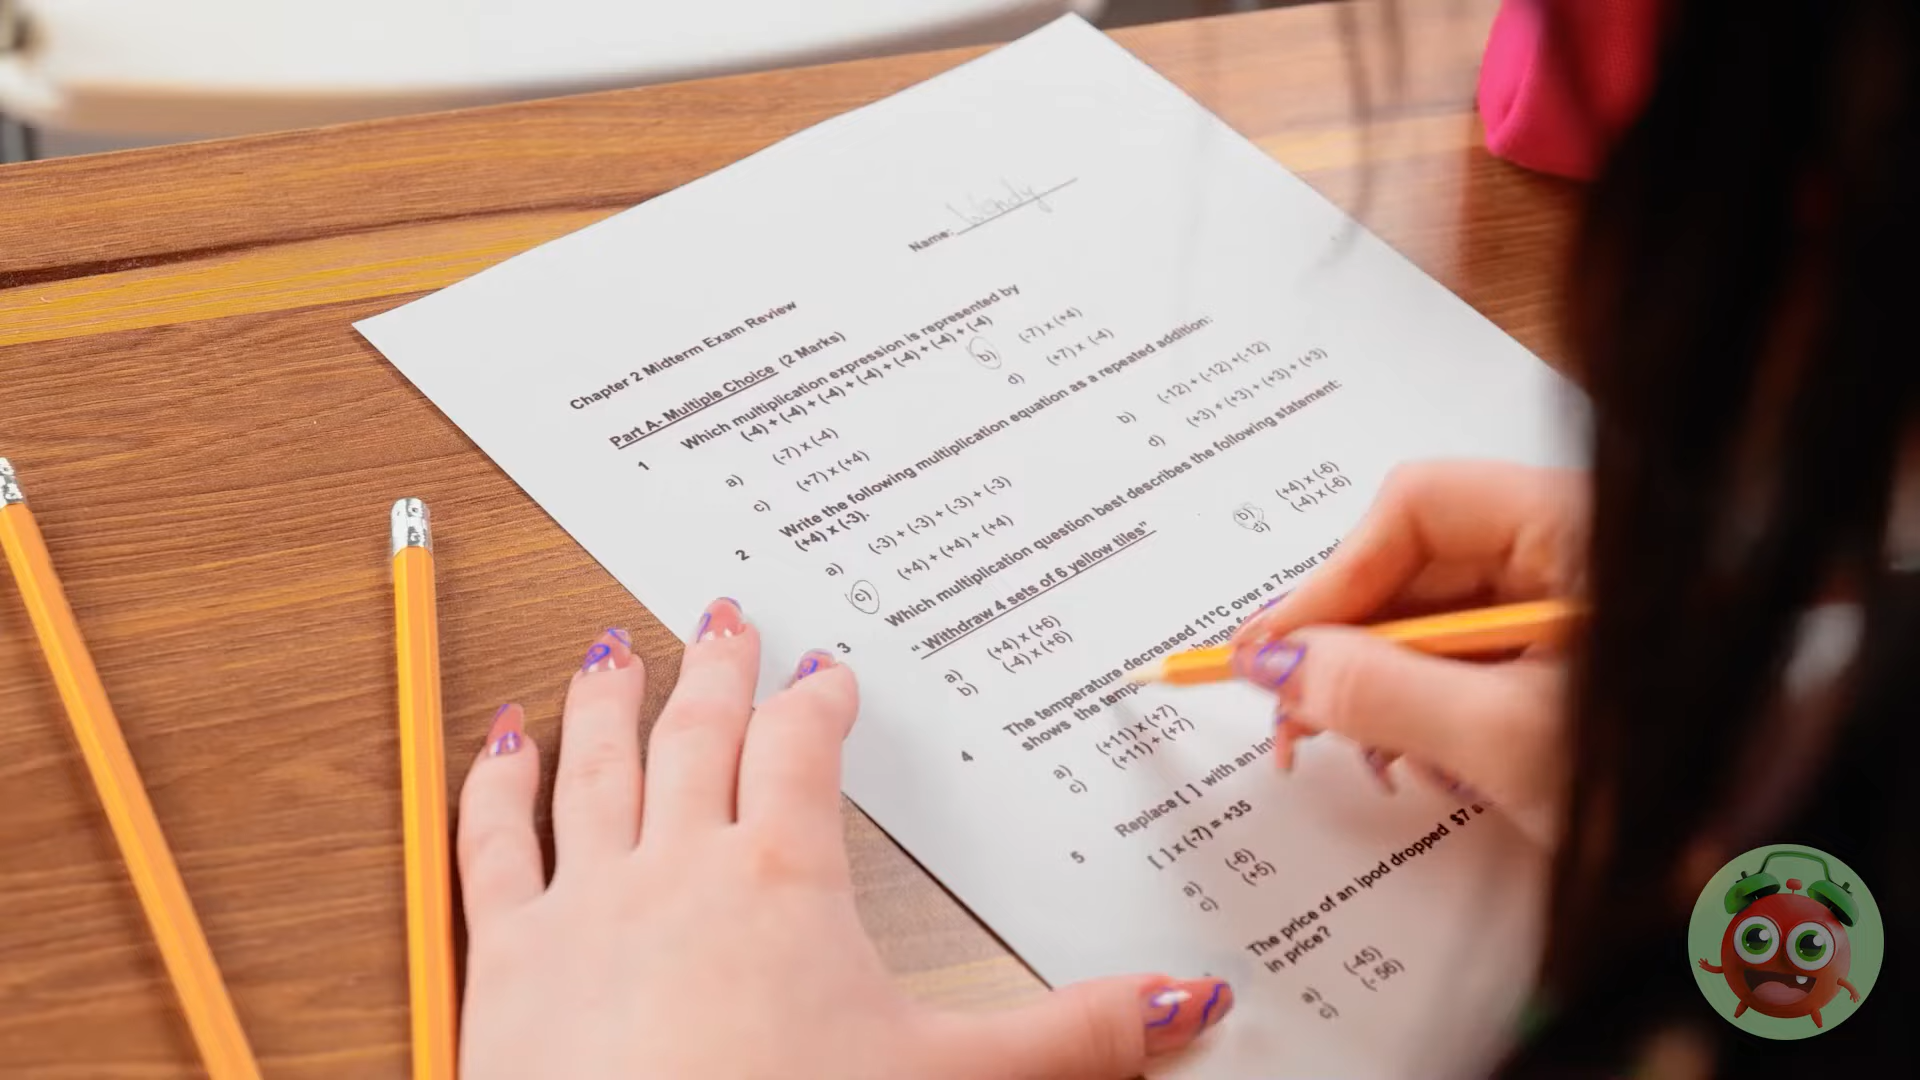 Name: Wendy
Chapter 2 Midterm Exam Review
Part A- Multiple Choice (2 Marks)
1 Which multiplication expression is represented by
(-4) + (-4) + (-4) + (-4) + (-4) + (-4) + (-4)
a) (-7) x (-4) b) (-7) x (+4)
c) (+7) x (+4) d) (+7) x (-4)
2 Write the following multiplication equation as a repeated addition:
(+4) x (-3).
a) (-3) + (-3) + (-3) + (-3) b) (-12) + (-12) + (-12)
c) (+4) + (+4) + (+4) d) (+3) + (+3) + (+3) + (+3)
3 Which multiplication question best describes the following statement:
“ Withdraw 4 sets of 6 yellow tiles”
a) (+4) x (+6) b) (+4) x (-6)
b) (-4) x (+6) d) (-4) x (-6)
4 The temperature decreased 11°C over a 7-hour
shows the
a) (+11) x (+7)
c) (+11) + (+7)
5 Replace [ ] with an
[ ] x (-7) = +35
a) (-6)
c) (+5)
The price of an ipod dropped $7
in price?
a) (-45)
c) (- 56)